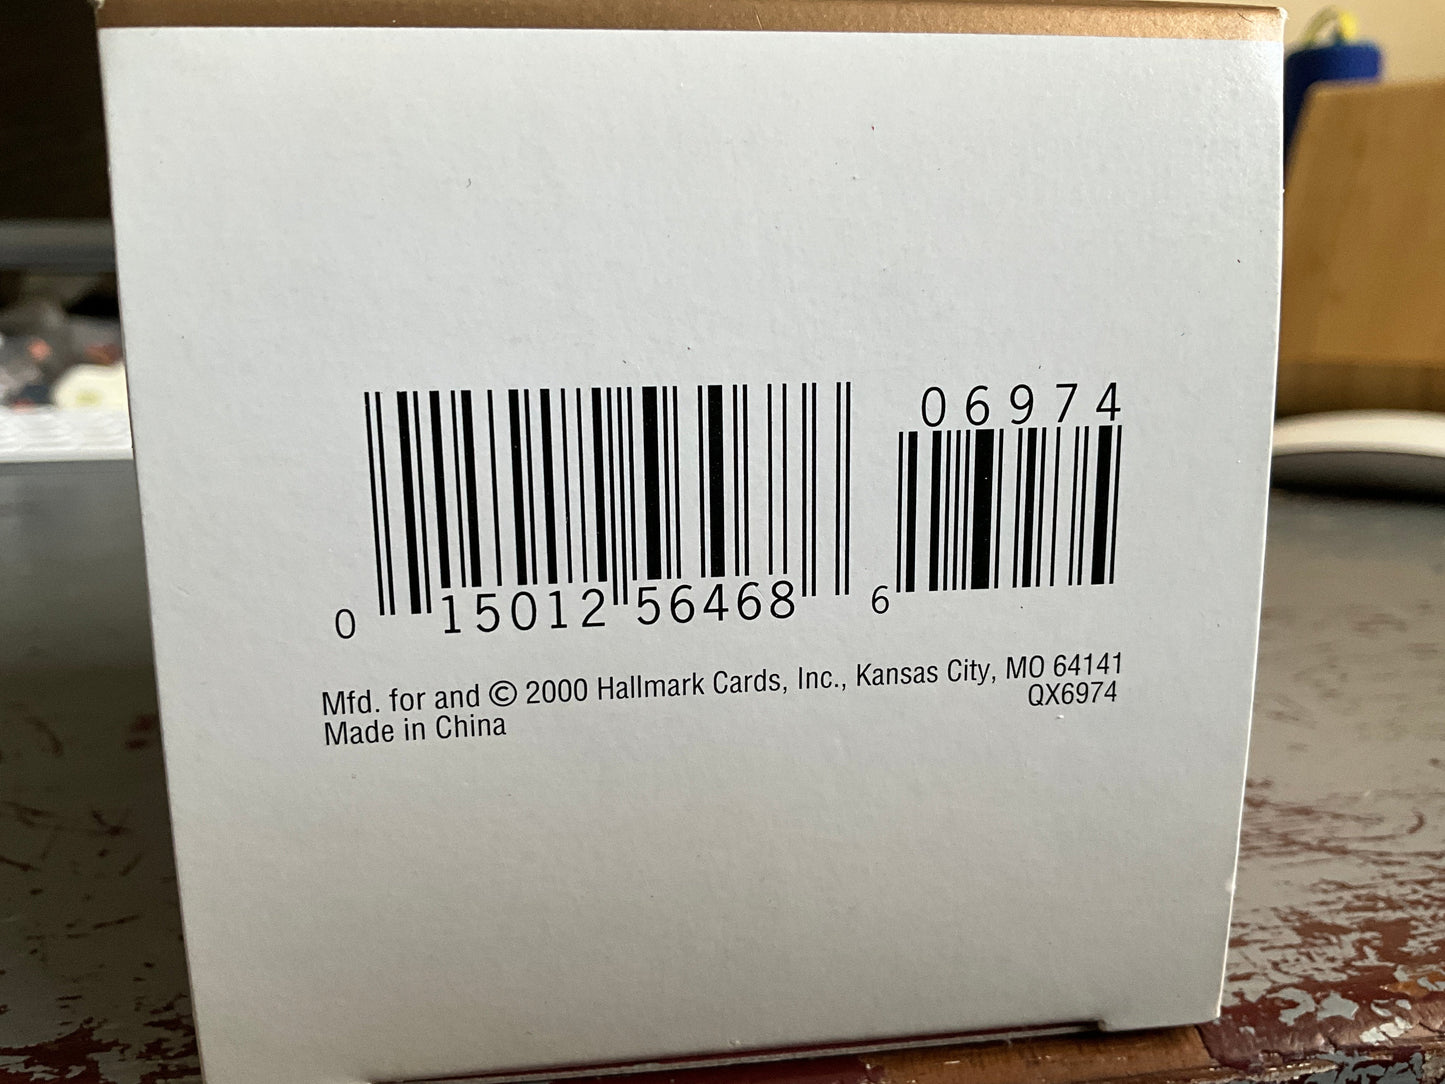 06974
0 15012 56468 6
Mfd. for and © 2000 Hallmark Cards, Inc., Kansas City, MO 64141
QX6974
Made in China